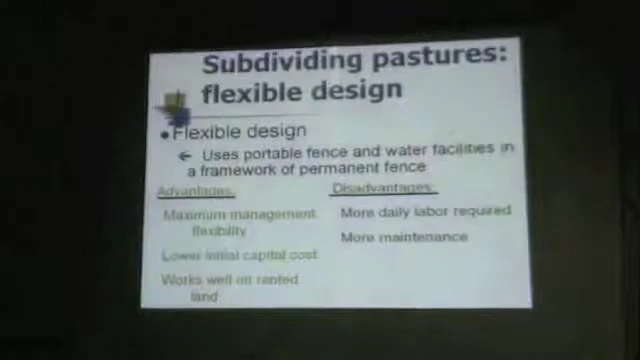 Subdividing pastures:
flexible design
Flexible design
← Uses portable fence and water facilities in
a framework of permanent fence
Advantages:
Maximum management
flexibility
Lower initial capital cost
Works well on rented
land
Disadvantages:
More daily labor required
More maintenance